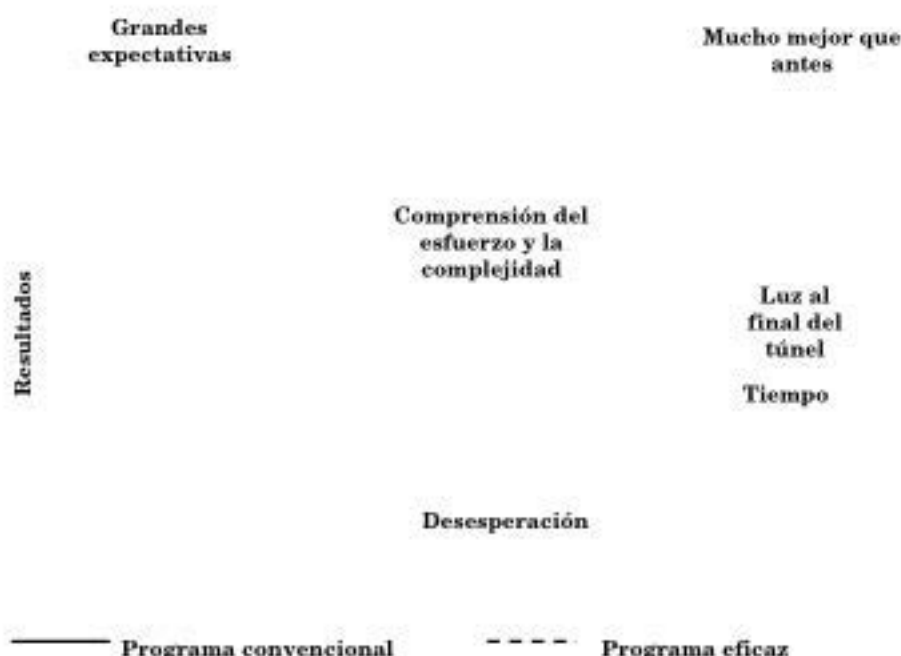 Grandes
expectativas
Mucho mejor que
antes
Comprensión del
esfuerzo y la
complejidad
Resultados
Luz al
final del
túnel
Tiempo
Desesperación
Programa convencional
Programa eficaz